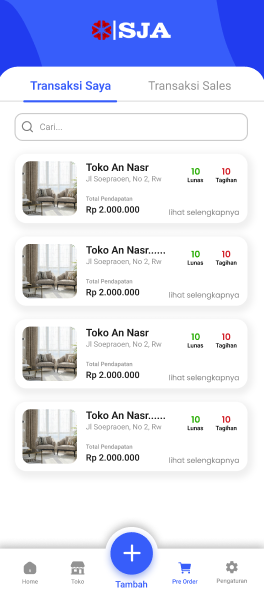 SJA
Transaksi Saya
Transaksi Sales
Cari...
Toko An Nasr
Jl Soepraoen, No 2, Rw
10 10
Lunas Tagihan
Total Pendapatan
Rp 2.000.000
lihat selengkapnya
Toko An Nasr......
Jl Soepraoen, No 2, Rw
10 10
Lunas Tagihan
Total Pendapatan
Rp 2.000.000
lihat selengkapnya
Toko An Nasr
Jl Soepraoen, No 2, Rw
10 10
Lunas Tagihan
Total Pendapatan
Rp 2.000.000
lihat selengkapnya
Toko An Nasr......
Jl Soepraoen, No 2, Rw
10 10
Lunas Tagihan
Total Pendapatan
Rp 2.000.000
lihat selengkapnya
Home Toko Tambah Pre Order Pengaturan